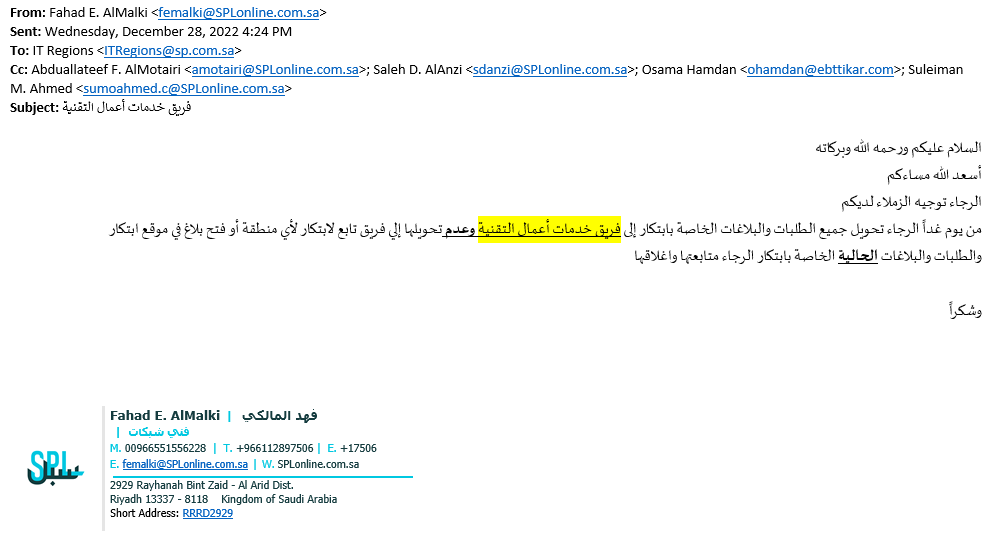 From: Fahad E. AlMalki <femalki@SPLonline.com.sa>
Sent: Wednesday, December 28, 2022 4:24 PM
To: IT Regions <ITRegions@sp.com.sa>
Cc: Abduallateef F. AlMotairi <amotairi@SPLonline.com.sa>; Saleh D. AlAnzi <sdanzi@SPLonline.com.sa>; Osama Hamdan <ohamdan@ebttikar.com>; Suleiman
M. Ahmed <sumoahmed.c@SPLonline.com.sa>
Subject: فريق خدمات أعمال التقنية
السلام عليكم ورحمه الله وبركاته
أسعد الله مساءكم
الرجاء توجيه الزملاء لديكم
من يوم غداً الرجاء تحويل جميع الطلبات والبلاغات الخاصة بابتكار إلى فريق خدمات أعمال التقنية وعدم تحويلها إلي فريق تابع لابتكار لأي منطقة أو فتح بلاغ في موقع ابتكار
والطلبات والبلاغات الحالية الخاصة بابتكار الرجاء متابعتها واغلاقها
وشكراً
Fahad E. AlMalki | فهد المالكي
| فني شبكات
M. 00966551556228 | T. +966112897506 | E. +17506
E. femalki@SPLonline.com.sa | W. SPLonline.com.sa
2929 Rayhanah Bint Zaid - Al Arid Dist.
Riyadh 13337 - 8118 Kingdom of Saudi Arabia
Short Address: RRRD2929
SPL سبل